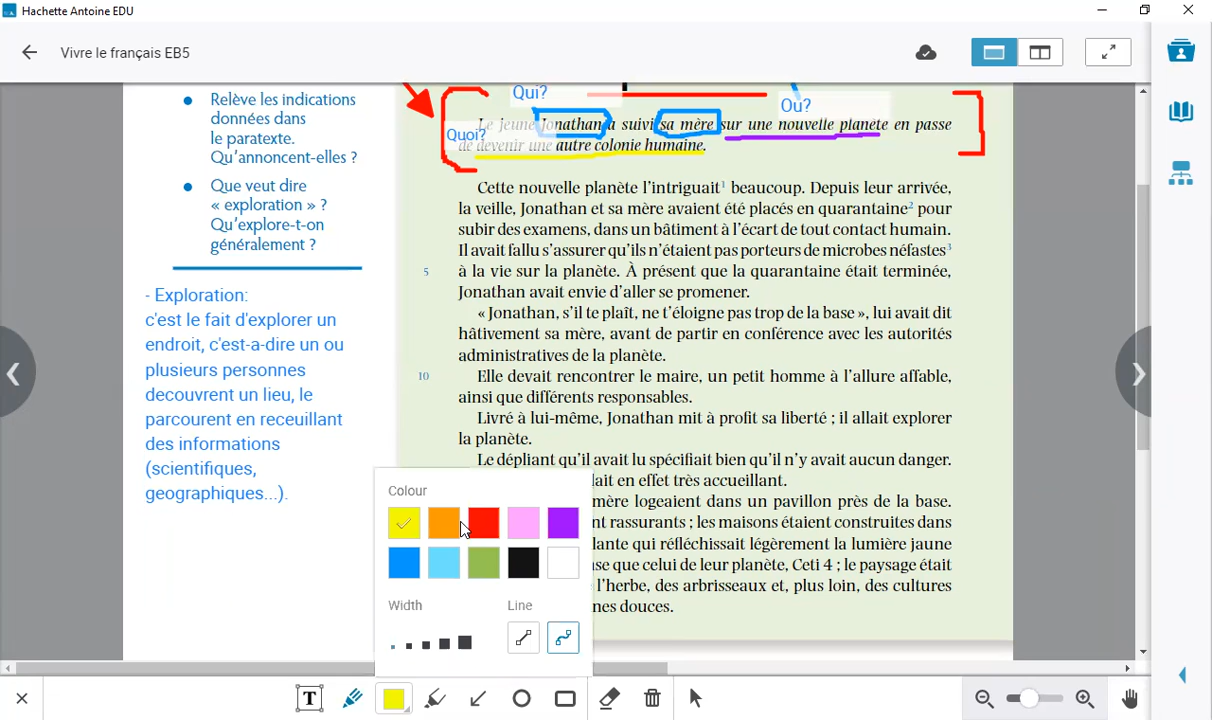 Hachette Antoine EDU
Vivre le français EB5
Relève les indications
données dans
le paratexte.
Qu'annoncent-elles ?
Que veut dire
« exploration » ?
Qu'explore-t-on
généralement ?
- Exploration:
c'est le fait d'explorer un
endroit, c'est-a-dire un ou
plusieurs personnes
decouvrent un lieu, le
parcourent en receuillant
des informations
(scientifiques,
geographiques...).
Qui?
Ou?
Quoi?
Le jeune Jonathan a suivi sa mère sur une nouvelle planète en passe
de devenir une autre colonie humaine.
Cette nouvelle planète l'intriguait¹ beaucoup. Depuis leur arrivée,
la veille, Jonathan et sa mère avaient été placés en quarantaine² pour
subir des examens, dans un bâtiment à l'écart de tout contact humain.
Il avait fallu s'assurer qu'ils n'étaient pas porteurs de microbes néfastes³
5 à la vie sur la planète. À présent que la quarantaine était terminée,
Jonathan avait envie d'aller se promener.
« Jonathan, s'il te plaît, ne t'éloigne pas trop de la base », lui avait dit
hâtivement sa mère, avant de partir en conférence avec les autorités
administratives de la planète.
10 Elle devait rencontrer le maire, un petit homme à l'allure affable,
ainsi que différents responsables.
Livré à lui-même, Jonathan mit à profit sa liberté ; il allait explorer
la planète.
Le dépliant qu'il avait lu spécifiait bien qu'il n'y avait aucun danger.
lait en effet très accueillant.
mère logeaient dans un pavillon près de la base.
nt rassurants ; les maisons étaient construites dans
dante qui réfléchissait légèrement la lumière jaune
se que celui de leur planète, Ceti 4 ; le paysage était
e l'herbe, des arbrisseaux et, plus loin, des cultures
nes douces.
Colour
Width
Line
T